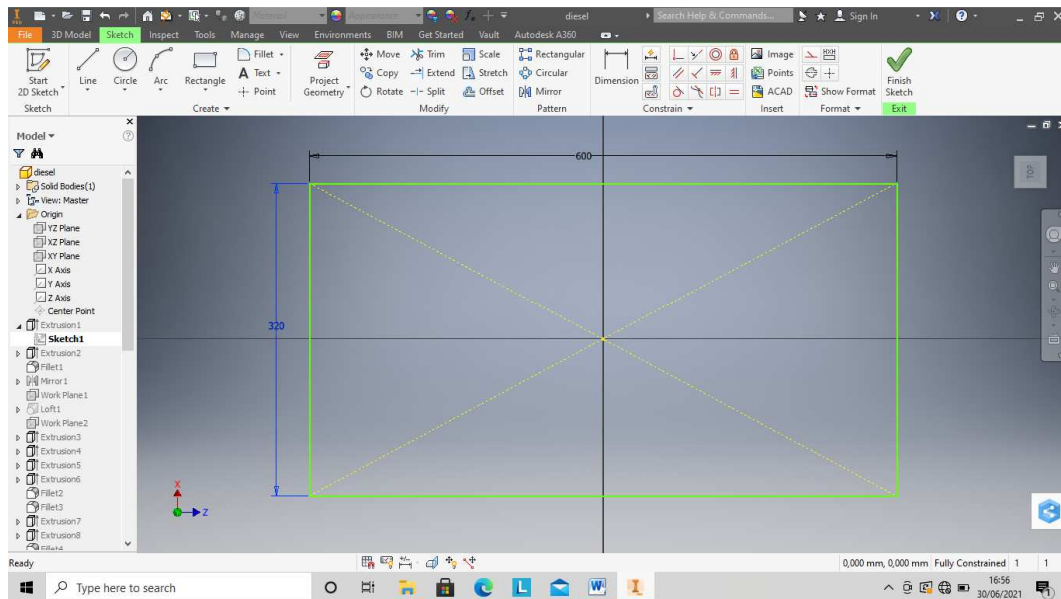 PRO
Material
Appearance
diesel
Search Help & Commands...
Sign In
File 3D Model Sketch Inspect Tools Manage View Environments BIM Get Started Vault Autodesk A360
Start
2D Sketch
Line
Circle
Arc
Rectangle
Fillet
Text
Point
Project
Geometry
Move
Copy
Rotate
Trim
Extend
Split
Scale
Stretch
Offset
Rectangular
Circular
Mirror
Dimension
Image
Points
ACAD
Show Format
Finish
Sketch
Sketch
Create
Modify
Pattern
Constrain
Insert
Format
Exit
Model
diesel
Solid Bodies(1)
View: Master
Origin
YZ Plane
XZ Plane
XY Plane
X Axis
Y Axis
Z Axis
Center Point
Extrusion1
Sketch1
Extrusion2
Fillet1
Mirror1
Work Plane1
Loft1
Work Plane2
Extrusion3
Extrusion4
Extrusion5
Extrusion6
Fillet2
Fillet3
Extrusion7
Extrusion8
Fillet4
600
320
TOP
X
Z
Ready
0,000 mm, 0,000 mm Fully Constrained 1 1
Type here to search
16:56
30/06/2021